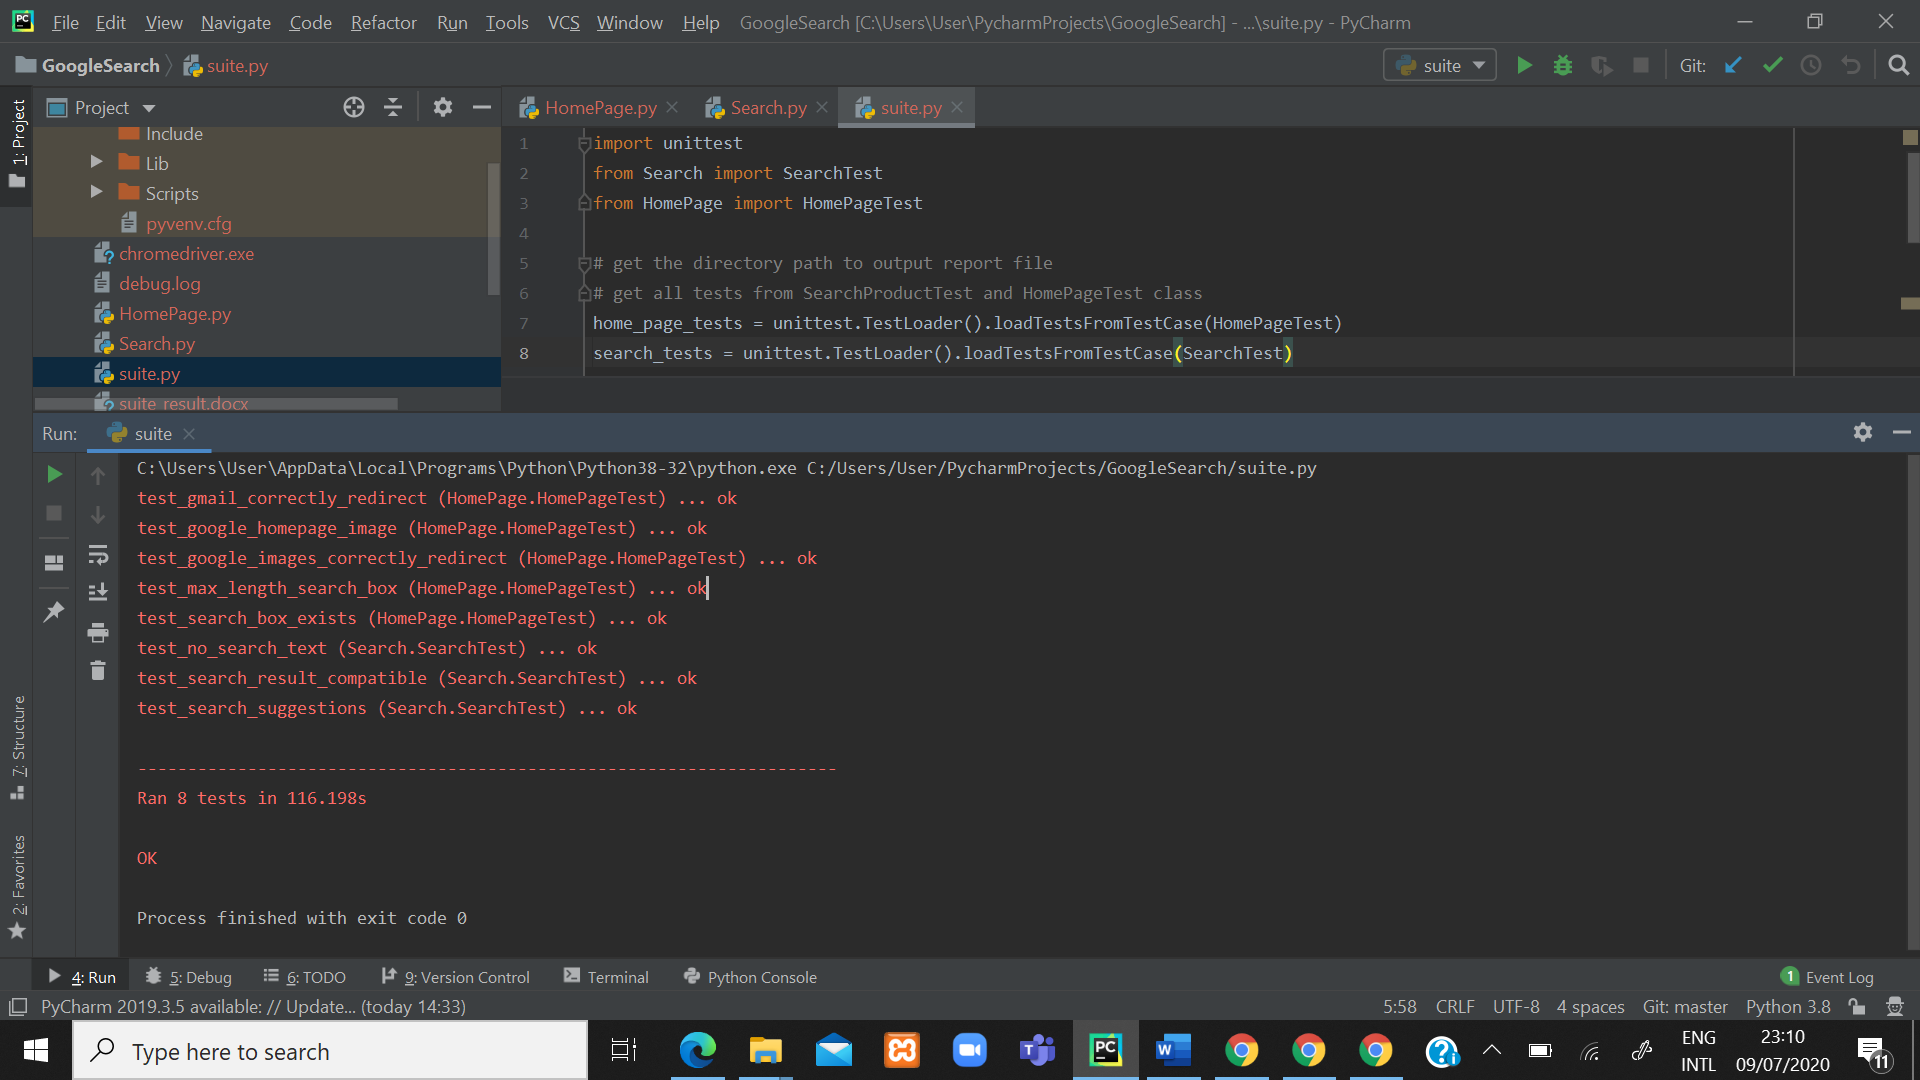 PC File Edit View Navigate Code Refactor Run Tools VCS Window Help GoogleSearch [C:\Users\User\PycharmProjects\GoogleSearch] - ...\suite.py - PyCharm
GoogleSearch suite.py suite Git:
1: Project
Project
HomePage.py Search.py suite.py
Include
Lib
Scripts
pyvenv.cfg
chromedriver.exe
debug.log
HomePage.py
Search.py
suite.py
suite_result.docx
1 import unittest
2 from Search import SearchTest
3 from HomePage import HomePageTest
4
5 # get the directory path to output report file
6 # get all tests from SearchProductTest and HomePageTest class
7 home_page_tests = unittest.TestLoader().loadTestsFromTestCase(HomePageTest)
8 search_tests = unittest.TestLoader().loadTestsFromTestCase(SearchTest)
Run: suite
C:\Users\User\AppData\Local\Programs\Python\Python38-32\python.exe C:/Users/User/PycharmProjects/GoogleSearch/suite.py
test_gmail_correctly_redirect (HomePage.HomePageTest) ... ok
test_google_homepage_image (HomePage.HomePageTest) ... ok
test_google_images_correctly_redirect (HomePage.HomePageTest) ... ok
test_max_length_search_box (HomePage.HomePageTest) ... ok
test_search_box_exists (HomePage.HomePageTest) ... ok
test_no_search_text (Search.SearchTest) ... ok
test_search_result_compatible (Search.SearchTest) ... ok
test_search_suggestions (Search.SearchTest) ... ok
----------------------------------------------------------------------
Ran 8 tests in 116.198s
OK
Process finished with exit code 0
7: Structure
2: Favorites
4: Run 5: Debug 6: TODO 9: Version Control Terminal Python Console 1 Event Log
PyCharm 2019.3.5 available: // Update... (today 14:33) 5:58 CRLF UTF-8 4 spaces Git: master Python 3.8
Type here to search PC W ENG 23:10
INTL 09/07/2020 11